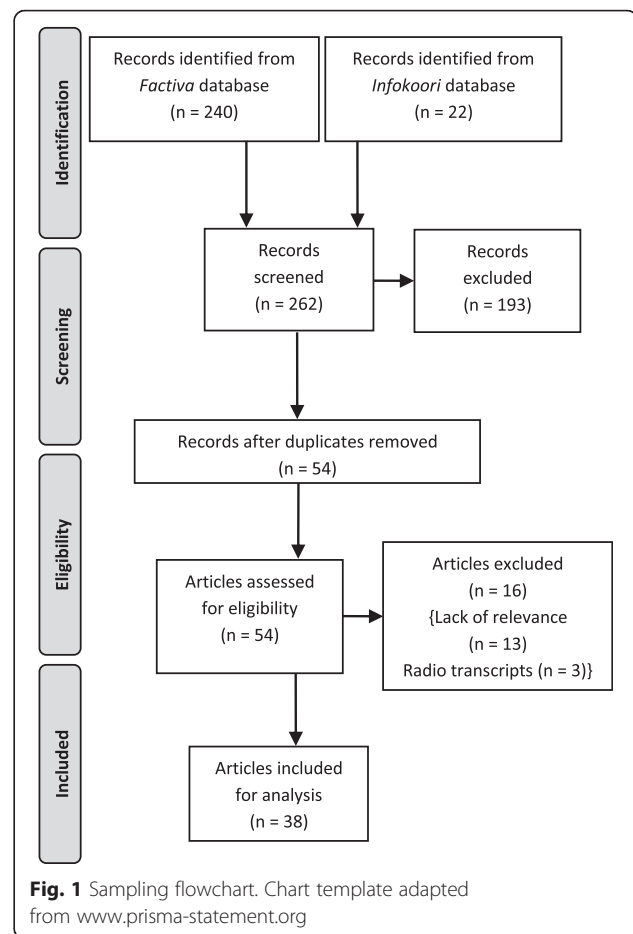 Identification
Records identified from
Factiva database
(n = 240)
Records identified from
Infokoori database
(n = 22)
Screening
Records
screened
(n = 262)
Records
excluded
(n = 193)
Records after duplicates removed
(n = 54)
Eligibility
Articles assessed
for eligibility
(n = 54)
Articles excluded
(n = 16)
{Lack of relevance
(n = 13)
Radio transcripts (n = 3)}
Included
Articles included
for analysis
(n = 38)
Fig. 1 Sampling flowchart. Chart template adapted
from www.prisma-statement.org